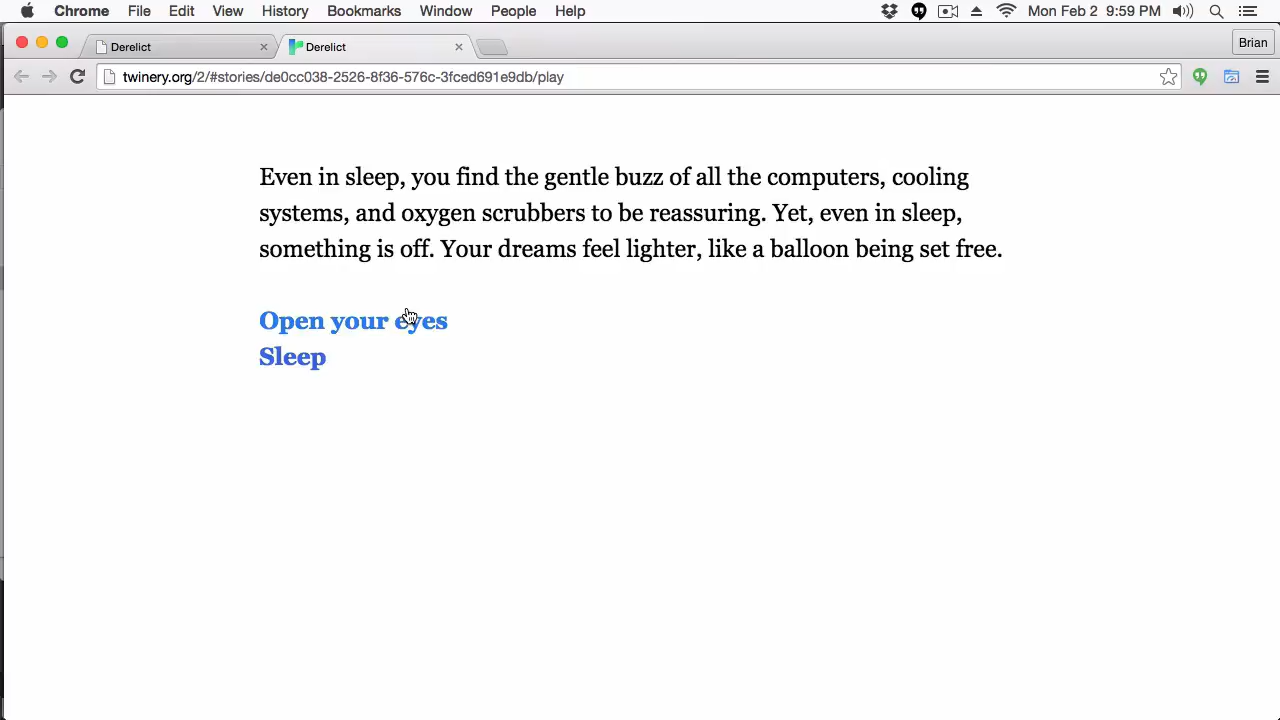 Chrome File Edit View History Bookmarks Window People Help Mon Feb 2 9:59 PM
Derelict Derelict Brian
twinery.org/2/#stories/de0cc038-2526-8f36-576c-3fced691e9db/play
Even in sleep, you find the gentle buzz of all the computers, cooling
systems, and oxygen scrubbers to be reassuring. Yet, even in sleep,
something is off. Your dreams feel lighter, like a balloon being set free.
Open your eyes
Sleep